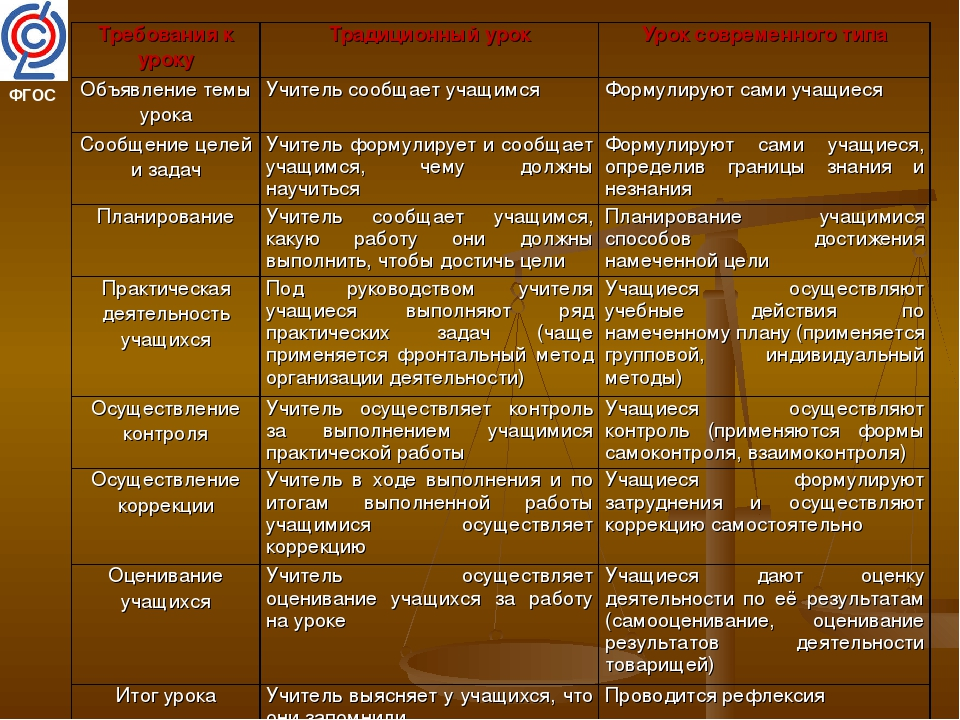 ФГОС
Требования к
уроку
Традиционный урок
Урок современного типа
Объявление темы
урока
Учитель сообщает учащимся
Формулируют сами учащиеся
Сообщение целей
и задач
Учитель формулирует и сообщает
учащимся, чему должны
научиться
Формулируют сами учащиеся,
определив границы знания и
незнания
Планирование
Учитель сообщает учащимся,
какую работу они должны
выполнить, чтобы достичь цели
Планирование учащимися
способов достижения
намеченной цели
Практическая
деятельность
учащихся
Под руководством учителя
учащиеся выполняют ряд
практических задач (чаще
применяется фронтальный метод
организации деятельности)
Учащиеся осуществляют
учебные действия по
намеченному плану (применяется
групповой, индивидуальный
методы)
Осуществление
контроля
Учитель осуществляет контроль
за выполнением учащимися
практической работы
Учащиеся осуществляют
контроль (применяются формы
самоконтроля, взаимоконтроля)
Осуществление
коррекции
Учитель в ходе выполнения и по
итогам выполненной работы
учащимися осуществляет
коррекцию
Учащиеся формулируют
затруднения и осуществляют
коррекцию самостоятельно
Оценивание
учащихся
Учитель осуществляет
оценивание учащихся за работу
на уроке
Учащиеся дают оценку
деятельности по её результатам
(самооценивание, оценивание
результатов деятельности
товарищей)
Итог урока
Учитель выясняет у учащихся, что
они запомнили
Проводится рефлексия